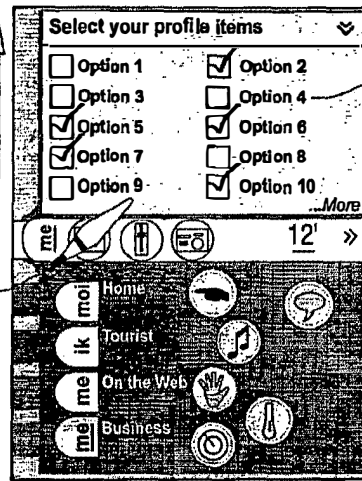 Select your profile items
Option 1 Option 2
Option 3 Option 4
Option 5 Option 6
Option 7 Option 8
Option 9 Option 10
...More
me 12' »
moi Home
ik Tourist
me On the Web
me Business